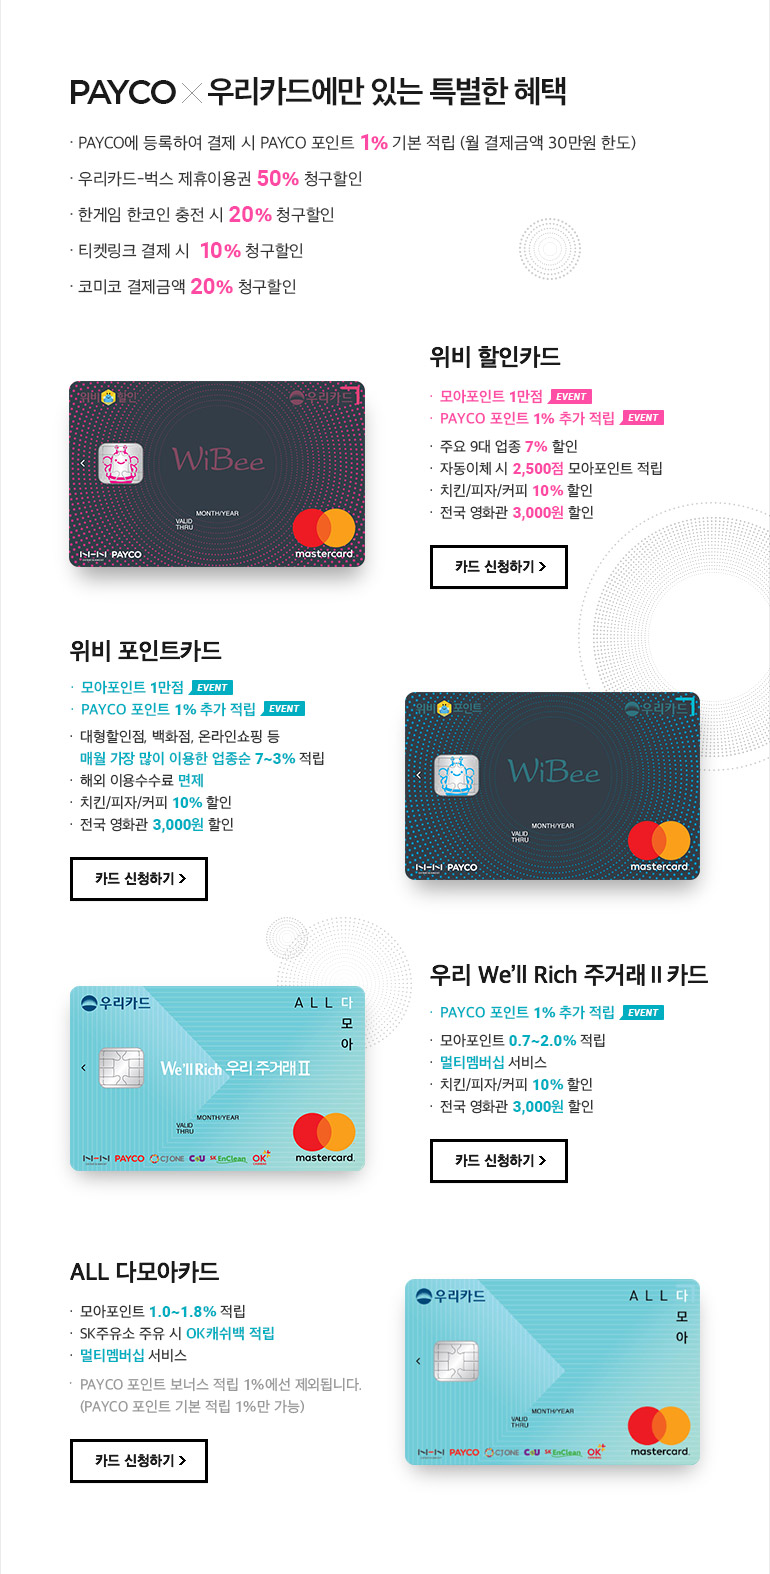 PAYCO × 우리카드에만 있는 특별한 혜택
· PAYCO에 등록하여 결제 시 PAYCO 포인트 1% 기본 적립 (월 결제금액 30만원 한도)
· 우리카드-벅스 제휴이용권 50% 청구할인
· 한게임 한코인 충전 시 20% 청구할인
· 티켓링크 결제 시 10% 청구할인
· 코미코 결제금액 20% 청구할인
위비 할인카드
· 모아포인트 1만점 EVENT
· PAYCO 포인트 1% 추가 적립 EVENT
· 주요 9대 업종 7% 할인
· 자동이체 시 2,500점 모아포인트 적립
· 치킨/피자/커피 10% 할인
· 전국 영화관 3,000원 할인
카드 신청하기 >
위비 할인
우리카드
WiBee
MONTH/YEAR
VALID
THRU
NHN PAYCO
mastercard.
위비 포인트카드
· 모아포인트 1만점 EVENT
· PAYCO 포인트 1% 추가 적립 EVENT
· 대형할인점, 백화점, 온라인쇼핑 등
매월 가장 많이 이용한 업종순 7~3% 적립
· 해외 이용수수료 면제
· 치킨/피자/커피 10% 할인
· 전국 영화관 3,000원 할인
카드 신청하기 >
위비 포인트
우리카드
WiBee
MONTH/YEAR
VALID
THRU
NHN PAYCO
mastercard.
우리 We'll Rich 주거래Ⅱ카드
· PAYCO 포인트 1% 추가 적립 EVENT
· 모아포인트 0.7~2.0% 적립
· 멀티멤버십 서비스
· 치킨/피자/커피 10% 할인
· 전국 영화관 3,000원 할인
카드 신청하기 >
우리카드
ALL 다
모
아
We'll Rich 우리 주거래Ⅱ
MONTH/YEAR
VALID
THRU
NHN PAYCO CJ ONE CU SK EnClean OK
mastercard.
ALL 다모아카드
· 모아포인트 1.0~1.8% 적립
· SK주유소 주유 시 OK캐쉬백 적립
· 멀티멤버십 서비스
· PAYCO 포인트 보너스 적립 1%에선 제외됩니다.
(PAYCO 포인트 기본 적립 1%만 가능)
카드 신청하기 >
우리카드
ALL 다
모
아
MONTH/YEAR
VALID
THRU
NHN PAYCO CJ ONE CU SK EnClean OK
mastercard.